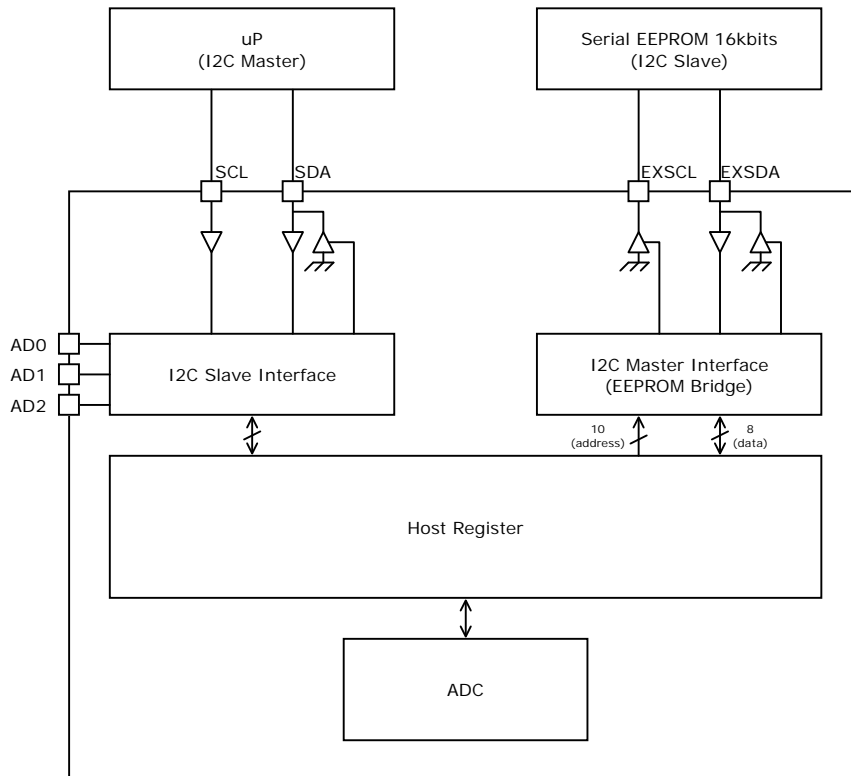 uP
(I2C Master)
Serial EEPROM 16kbits
(I2C Slave)
SCL
SDA
EXSCL
EXSDA
AD0
AD1
AD2
I2C Slave Interface
I2C Master Interface
(EEPROM Bridge)
10
(address)
8
(data)
Host Register
ADC